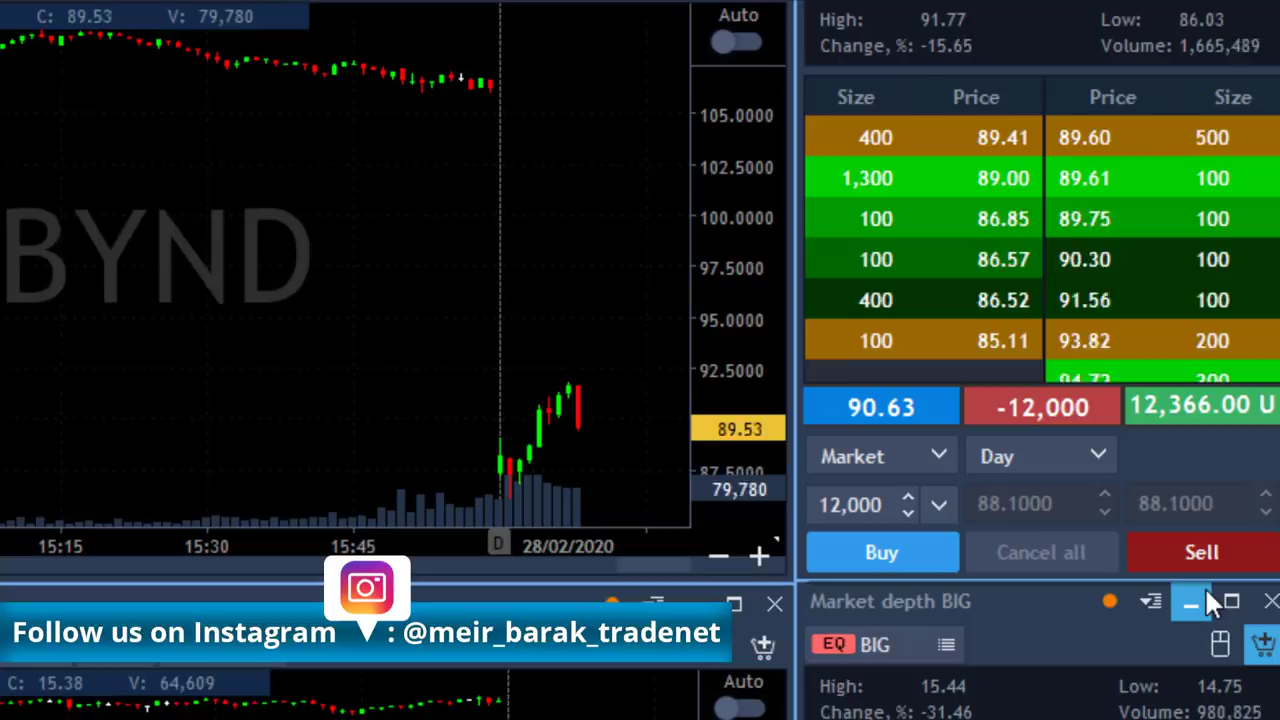 C: 89.53 V: 79,780
Auto
105.0000
102.5000
100.0000
97.5000
95.0000
92.5000
89.53
87.5000
79,780
BYND
15:15 15:30 15:45 D 28/02/2020
High: 91.77 Low: 86.03
Change, %: -15.65 Volume: 1,665,489
Size Price Price Size
400 89.41 89.60 500
1,300 89.00 89.61 100
100 86.85 89.75 100
100 86.57 90.30 100
400 86.52 91.56 100
100 85.11 93.82 200
94.72 200
90.63 -12,000 12,366.00 U
Market Day
12,000 88.1000 88.1000
Buy Cancel all Sell
Follow us on Instagram : @meir_barak_tradenet
Market depth BIG
EQ BIG
C: 15.38 V: 64,609
Auto
High: 15.44 Low: 14.75
Change, %: -31.46 Volume: 980,825